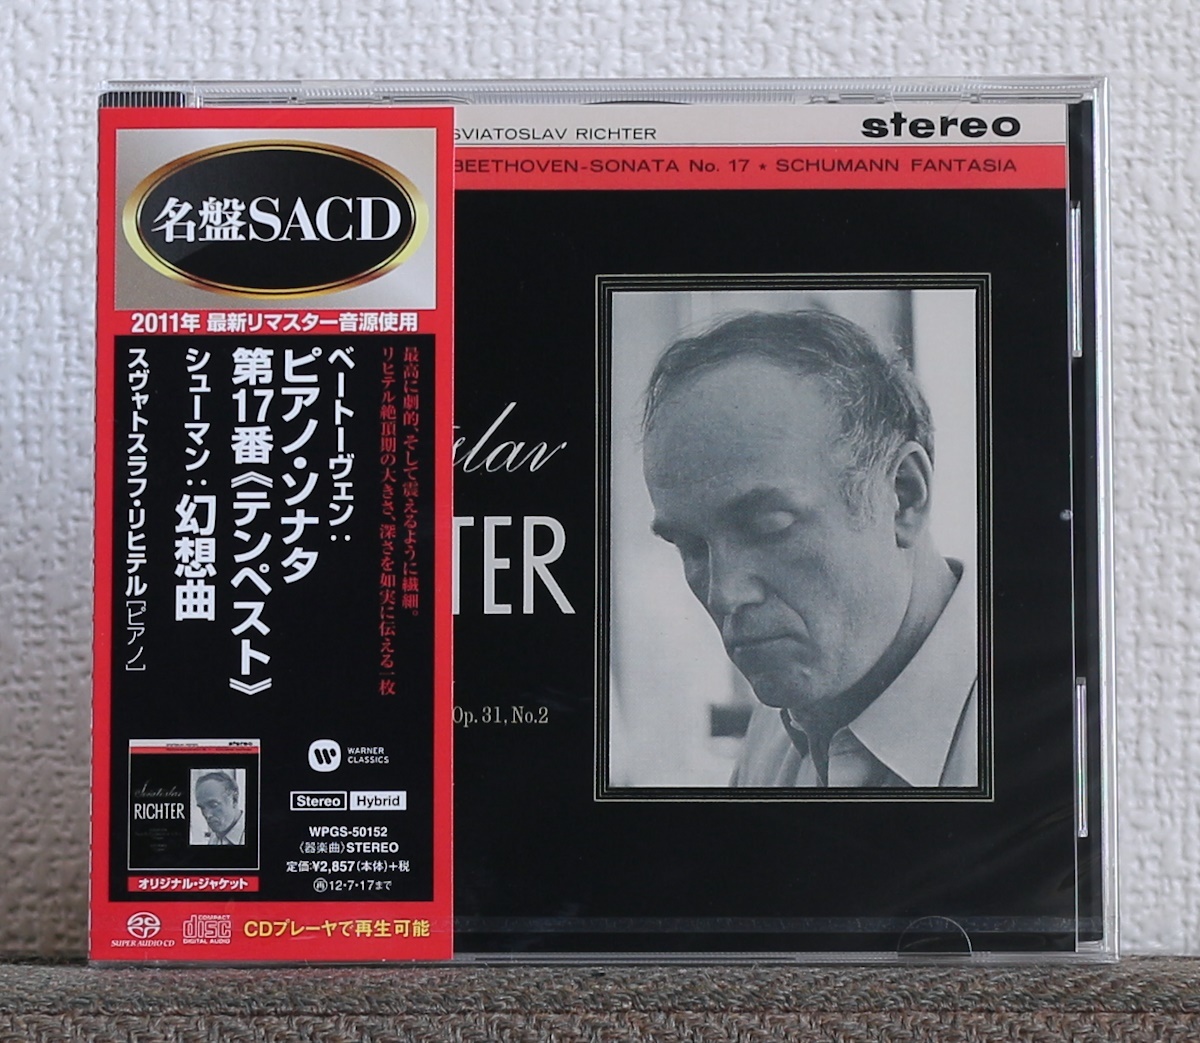 SVIATOSLAV RICHTER
stereo
BEETHOVEN-SONATA No. 17 ★ SCHUMANN FANTASIA
名盤SACD
2011年 最新リマスター音源使用
最高に劇的、そして震えるように繊細。
リヒテル絶頂期の大きさ、深さを如実に伝える一枚
ベートーヴェン:
ピアノ・ソナタ
第17番《テンペスト》
シューマン:幻想曲
スヴャトスラフ・リヒテル[ピアノ]
slav
TER
Op. 31, No.2
stereo
RICHTER
オリジナル・ジャケット
WARNER
CLASSICS
Stereo Hybrid
WPGS-50152
〈器楽曲〉STEREO
定価:¥2,857(本体)+税
再12・7・17まで
SUPER AUDIO CD
COMPACT
disc
DIGITAL AUDIO
CDプレーヤで再生可能